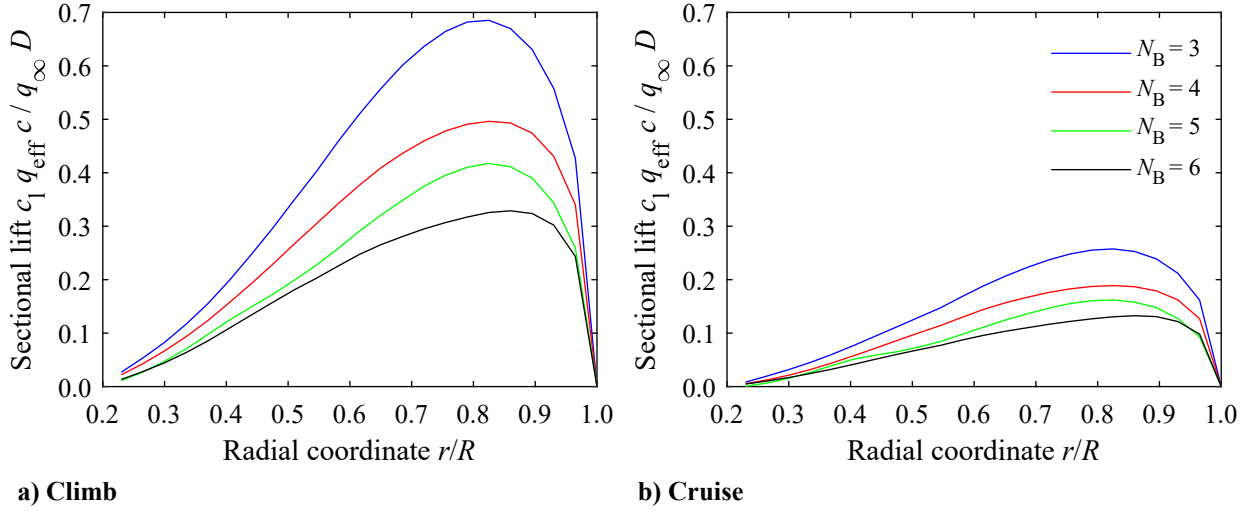 Sectional lift c_l q_eff c / q_∞ D
0.7
0.6
0.5
0.4
0.3
0.2
0.1
0.0
0.2 0.3 0.4 0.5 0.6 0.7 0.8 0.9 1.0
Radial coordinate r/R
a) Climb
Sectional lift c_l q_eff c / q_∞ D
0.7
0.6
0.5
0.4
0.3
0.2
0.1
0.0
N_B = 3
N_B = 4
N_B = 5
N_B = 6
0.2 0.3 0.4 0.5 0.6 0.7 0.8 0.9 1.0
Radial coordinate r/R
b) Cruise